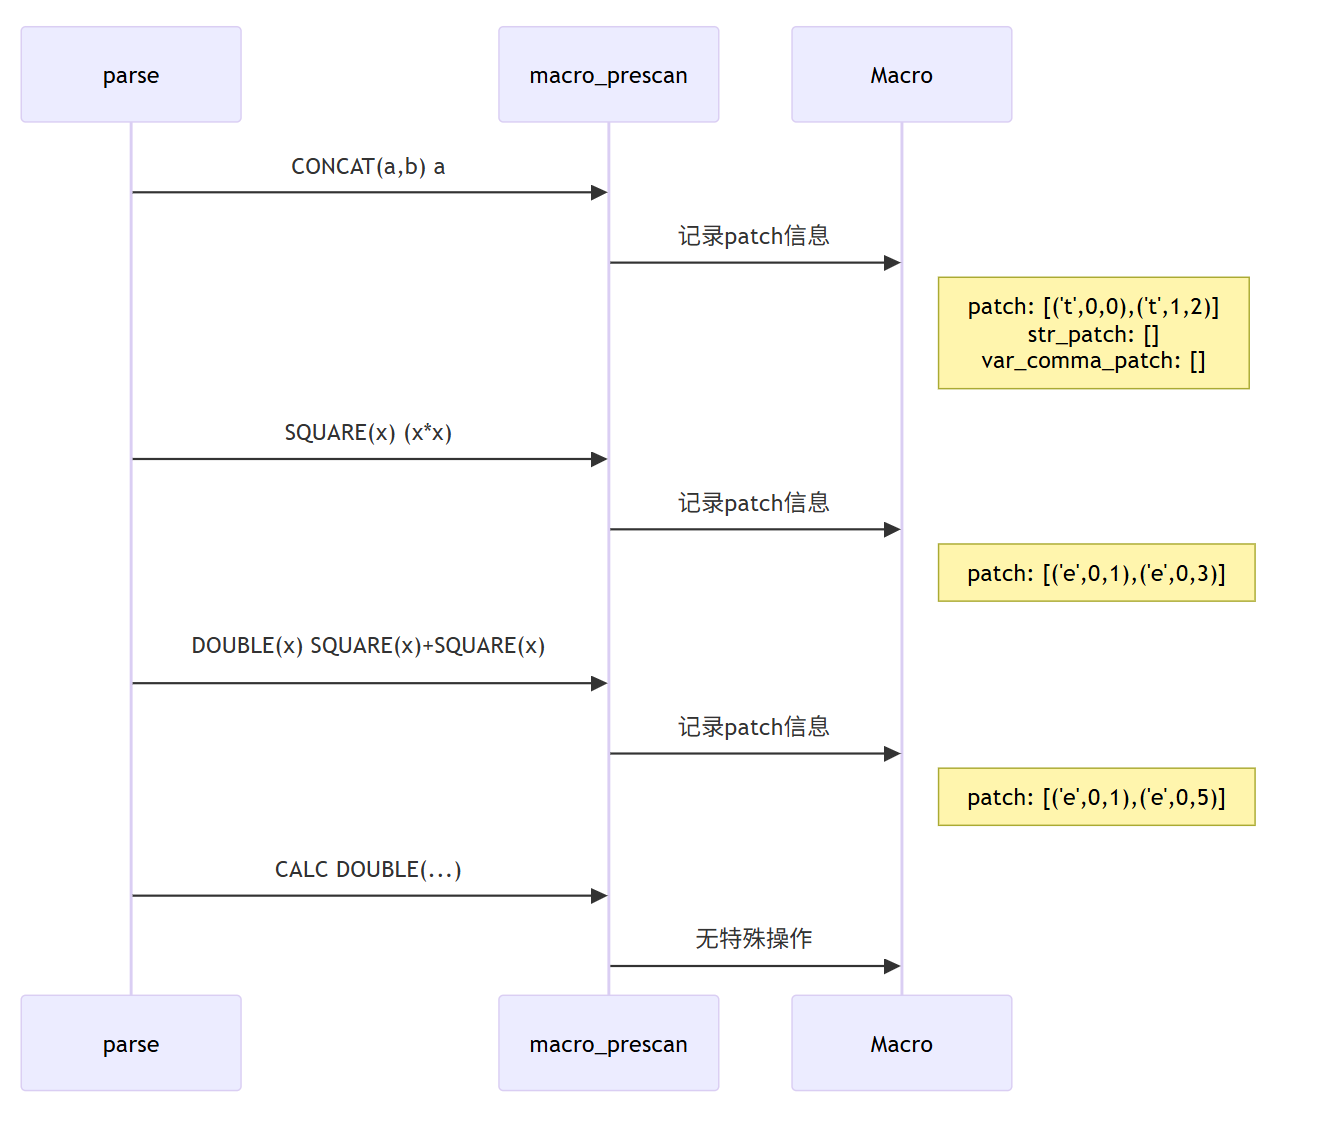 parse
macro_prescan
Macro
CONCAT(a,b) a
记录patch信息
patch: [('t',0,0),('t',1,2)]
str_patch: []
var_comma_patch: []
SQUARE(x) (x*x)
记录patch信息
patch: [('e',0,1),('e',0,3)]
DOUBLE(x) SQUARE(x)+SQUARE(x)
记录patch信息
patch: [('e',0,1),('e',0,5)]
CALC DOUBLE(...)
无特殊操作
parse
macro_prescan
Macro